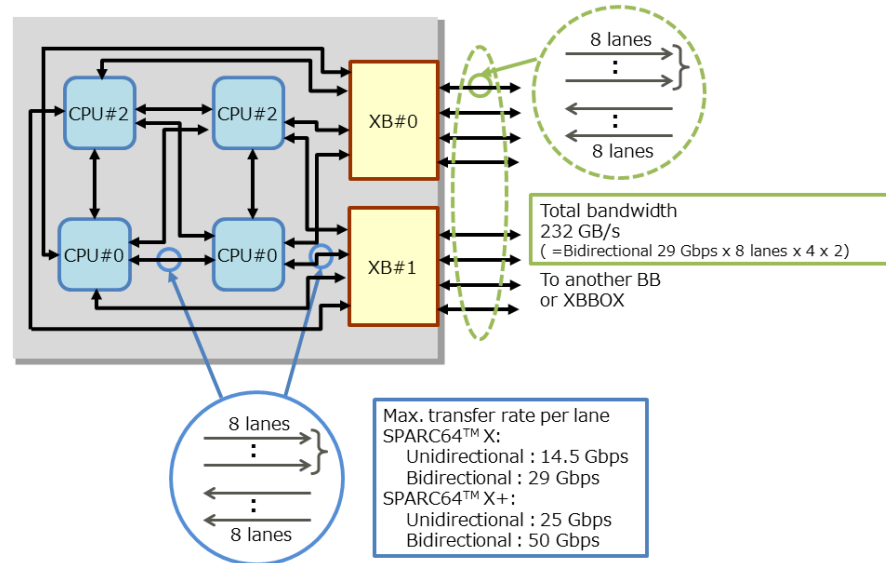 8 lanes
:
:
8 lanes
CPU#2
CPU#2
XB#0
Total bandwidth
232 GB/s
( =Bidirectional 29 Gbps x 8 lanes x 4 x 2)
CPU#0
CPU#0
XB#1
To another BB
or XBBOX
8 lanes
:
:
8 lanes
Max. transfer rate per lane
SPARC64™ X:
Unidirectional : 14.5 Gbps
Bidirectional : 29 Gbps
SPARC64™ X+:
Unidirectional : 25 Gbps
Bidirectional : 50 Gbps